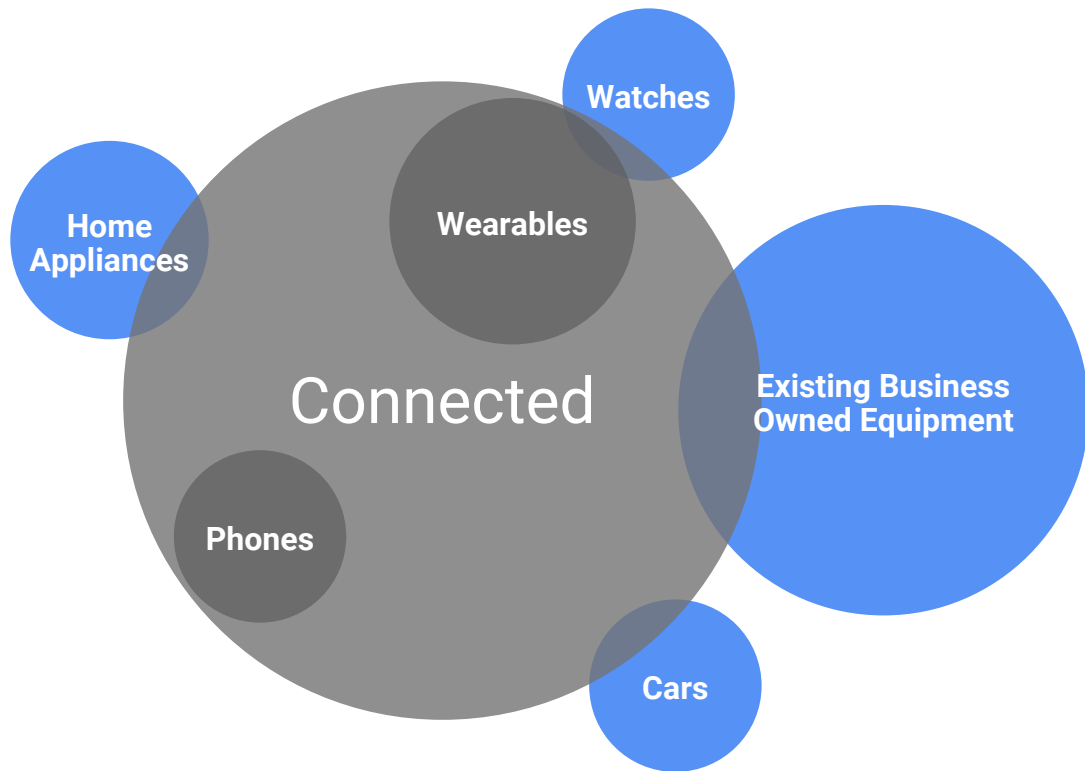 Watches
Home
Appliances
Wearables
Connected
Existing Business
Owned Equipment
Phones
Cars